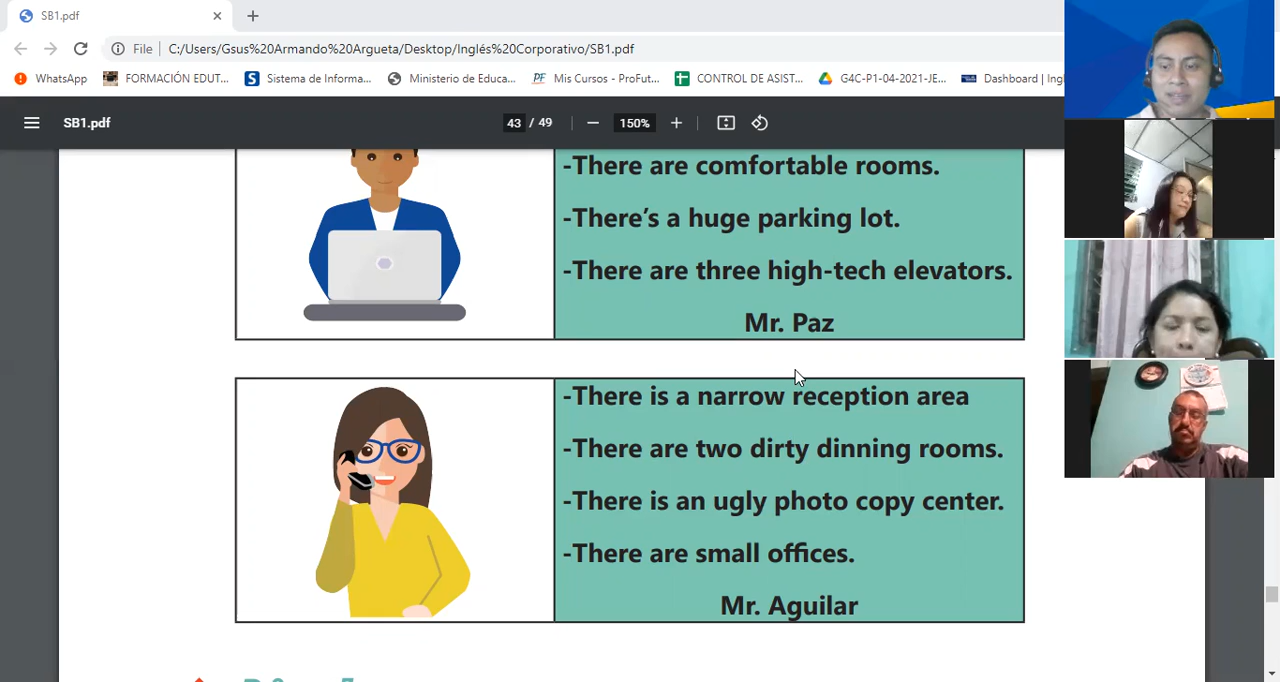 SB1.pdf
File C:/Users/Gsus%20Armando%20Argueta/Desktop/Inglés%20Corporativo/SB1.pdf
WhatsApp FORMACIÓN EDUT... Sistema de Informa... Ministerio de Educa... Mis Cursos - ProFut... CONTROL DE ASIST... G4C-P1-04-2021-JE... Dashboard | Ingl
SB1.pdf 43 / 49 150%
-There are comfortable rooms.
-There's a huge parking lot.
-There are three high-tech elevators.
Mr. Paz
-There is a narrow reception area
-There are two dirty dinning rooms.
-There is an ugly photo copy center.
-There are small offices.
Mr. Aguilar